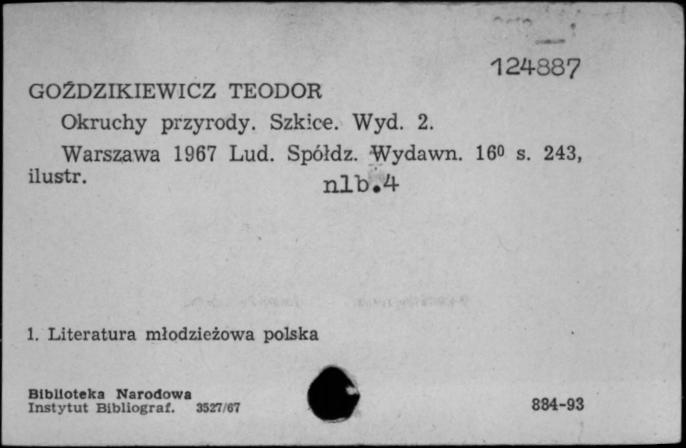 124887
GOŹDZIKIEWICZ TEODOR
Okruchy przyrody. Szkice. Wyd. 2.
Warszawa 1967 Lud. Spółdz. Wydawn. 16⁰ s. 243,
ilustr. nlb.4
1. Literatura młodzieżowa polska
Biblioteka Narodowa
Instytut Bibliograf. 3527/67
884-93